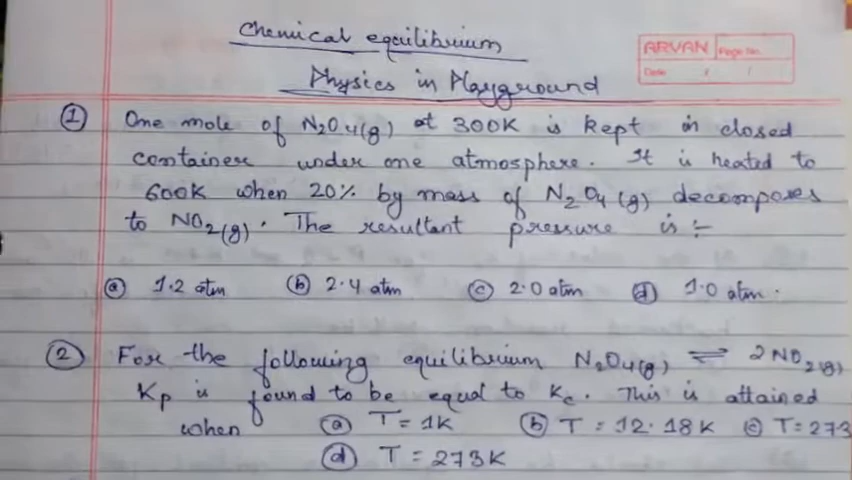 Chemical equilibrium
ARVAN Page No.
Date / /
Physics in Playground
① One mole of N₂O₄(g) at 300K is kept in closed
container under one atmosphere. It is heated to
600K when 20% by mass of N₂O₄(g) decomposes
to NO₂(g). The resultant pressure is :-
ⓐ 1.2 atm ⓑ 2.4 atm ⓒ 2.0 atm ⓓ 1.0 atm.
② For the following equilibrium N₂O₄(g) ⇌ 2NO₂(g)
Kp is found to be equal to Kc. This is attained
when ⓐ T = 1K ⓑ T = 12.18K ⓒ T = 273
ⓓ T = 273K